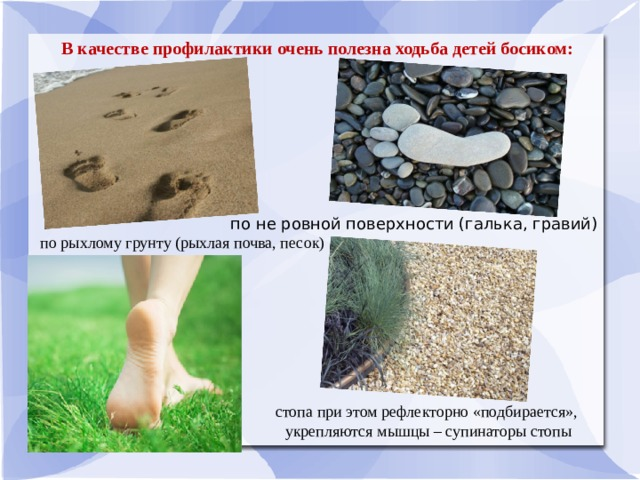 В качестве профилактики очень полезна ходьба детей босиком:
по не ровной поверхности (галька, гравий)
по рыхлому грунту (рыхлая почва, песок)
стопа при этом рефлекторно «подбирается»,
укрепляются мышцы – супинаторы стопы